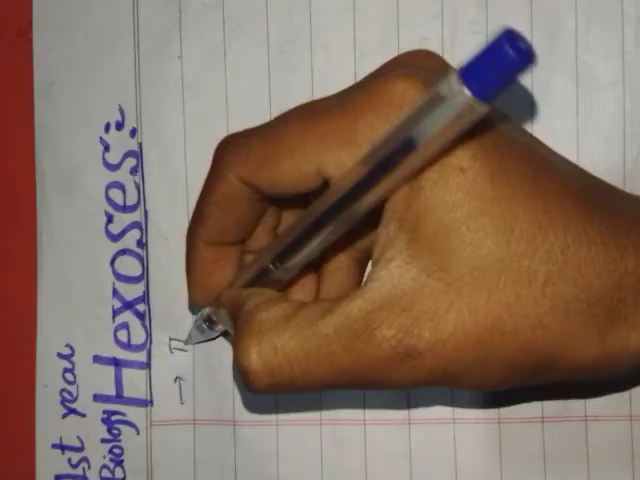 1st year
Biology
Hexoses:-
→